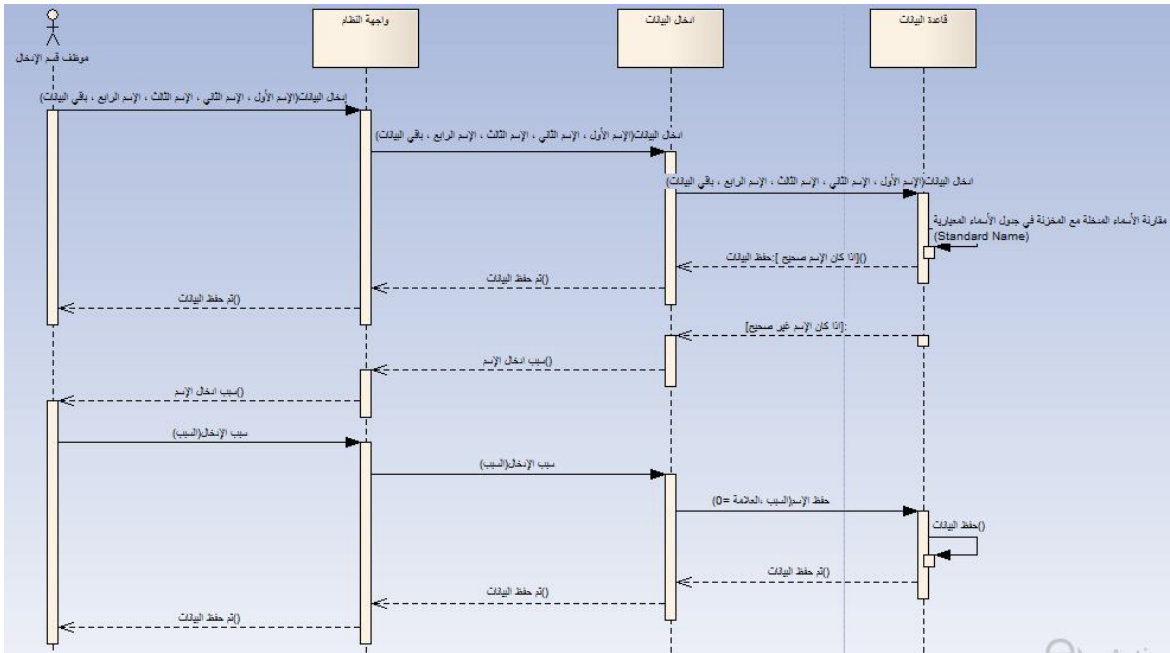 موظف قسم الإدخال
واجهة النظام
ادخال البيانات
قاعدة البيانات
إدخال البيانات(الإسم الأول ، الإسم الثاني ، الإسم الثالث ، الإسم الرابع ، باقي البيانات)
ادخال البيانات(الإسم الأول ، الإسم الثاني ، الإسم الثالث ، الإسم الرابع ، باقي البيانات)
ادخال البيانات(الإسم الأول ، الإسم الثاني ، الإسم الثالث ، الإسم الرابع ، باقي البيانات)
مقارنة الأسماء المدخلة مع المخزنة في جدول الأسماء المعيارية
(Standard Name)
()[اذا كان الإسم صحيح ]:حفظ البيانات
()تم حفظ البيانات
()تم حفظ البيانات
:[اذا كان الإسم غير صحيح]
()سبب ادخال الإسم
()سبب ادخال الإسم
سبب الإدخال(السبب)
سبب الإدخال(السبب)
حفظ الإسم(السبب ،العلامة =0)
()حفظ البيانات
()تم حفظ البيانات
()تم حفظ البيانات
()تم حفظ البيانات